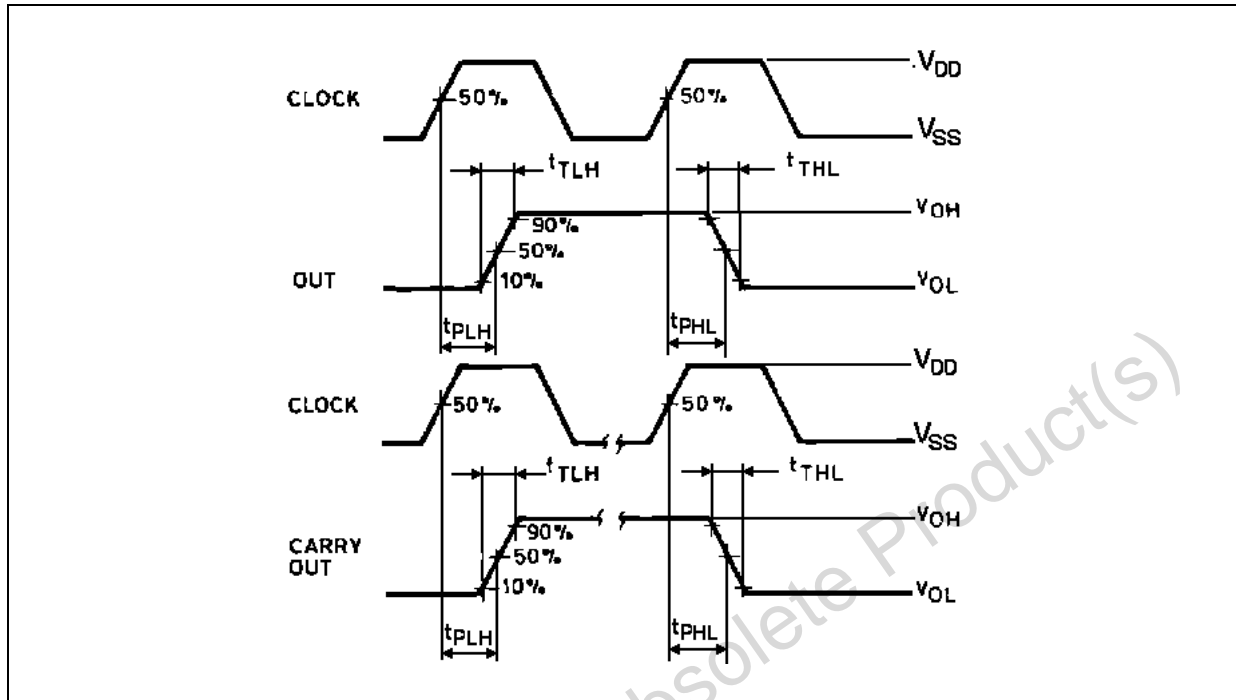 CLOCK
50%
50%
VDD
VSS
tTLH
tTHL
OUT
90%
50%
10%
VOH
VOL
tPLH
tPHL
CLOCK
50%
50%
VDD
VSS
tTLH
tTHL
CARRY
OUT
90%
50%
10%
VOH
VOL
tPLH
tPHL
bsolete Product(s)